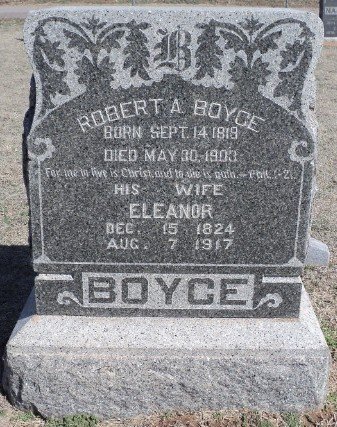 B
ROBERT A. BOYCE
BORN SEPT. 14 1819
DIED MAY 30, 1903
For me to live is Christ, and to die is gain. — Phil. 1-21
HIS WIFE
ELEANOR
DEC. 15 1824
AUG. 7 1917
BOYCE